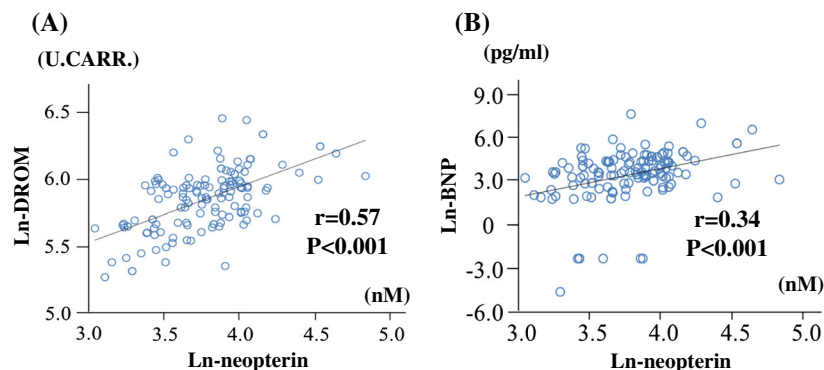 (A)
(U.CARR.)
6.5
6.0
5.5
5.0
Ln-DROM
r=0.57
P<0.001
(nM)
3.0 3.5 4.0 4.5 5.0
Ln-neopterin
(B)
(pg/ml)
9.0
6.0
3.0
0
-3.0
-6.0
Ln-BNP
r=0.34
P<0.001
(nM)
3.0 3.5 4.0 4.5 5.0
Ln-neopterin